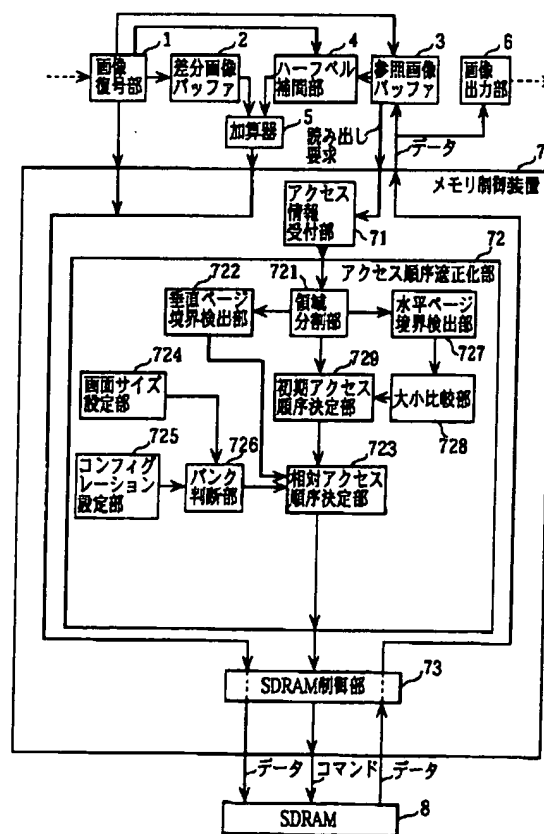 1
2
4
3
6
画像
復号部
差分画像
バッファ
ハーフペル
補間部
参照画像
バッファ
画像
出力部
加算器
5
読み出し
要求
データ
7
メモリ制御装置
アクセス
情報
受付部
71
72
アクセス順序適正化部
722
721
垂直ページ
境界検出部
領域
分割部
水平ページ
境界検出部
727
724
729
画面サイズ
設定部
初期アクセス
順序決定部
大小比較部
728
725
726
723
コンフィグ
レーション
設定部
バンク
判断部
相対アクセス
順序決定部
SDRAM制御部
73
データ
コマンド
データ
SDRAM
8